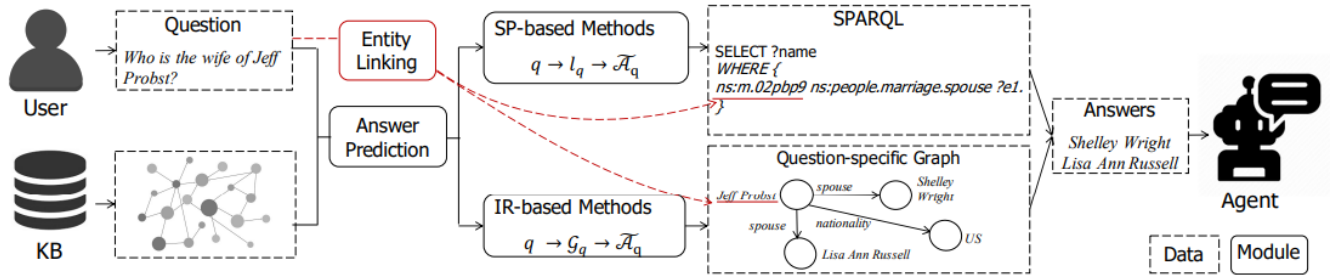 User
Question
Who is the wife of Jeff
Probst?
KB
Entity
Linking
Answer
Prediction
SP-based Methods
q → l_q → Ã_q
IR-based Methods
q → G_q → Ã_q
SPARQL
SELECT ?name
WHERE {
ns:m.02pbp9 ns:people.marriage.spouse ?e1.
}
Question-specific Graph
Jeff Probst
spouse
Shelley
Wright
spouse
nationality
US
Lisa Ann Russell
Answers
Shelley Wright
Lisa Ann Russell
Agent
Data
Module